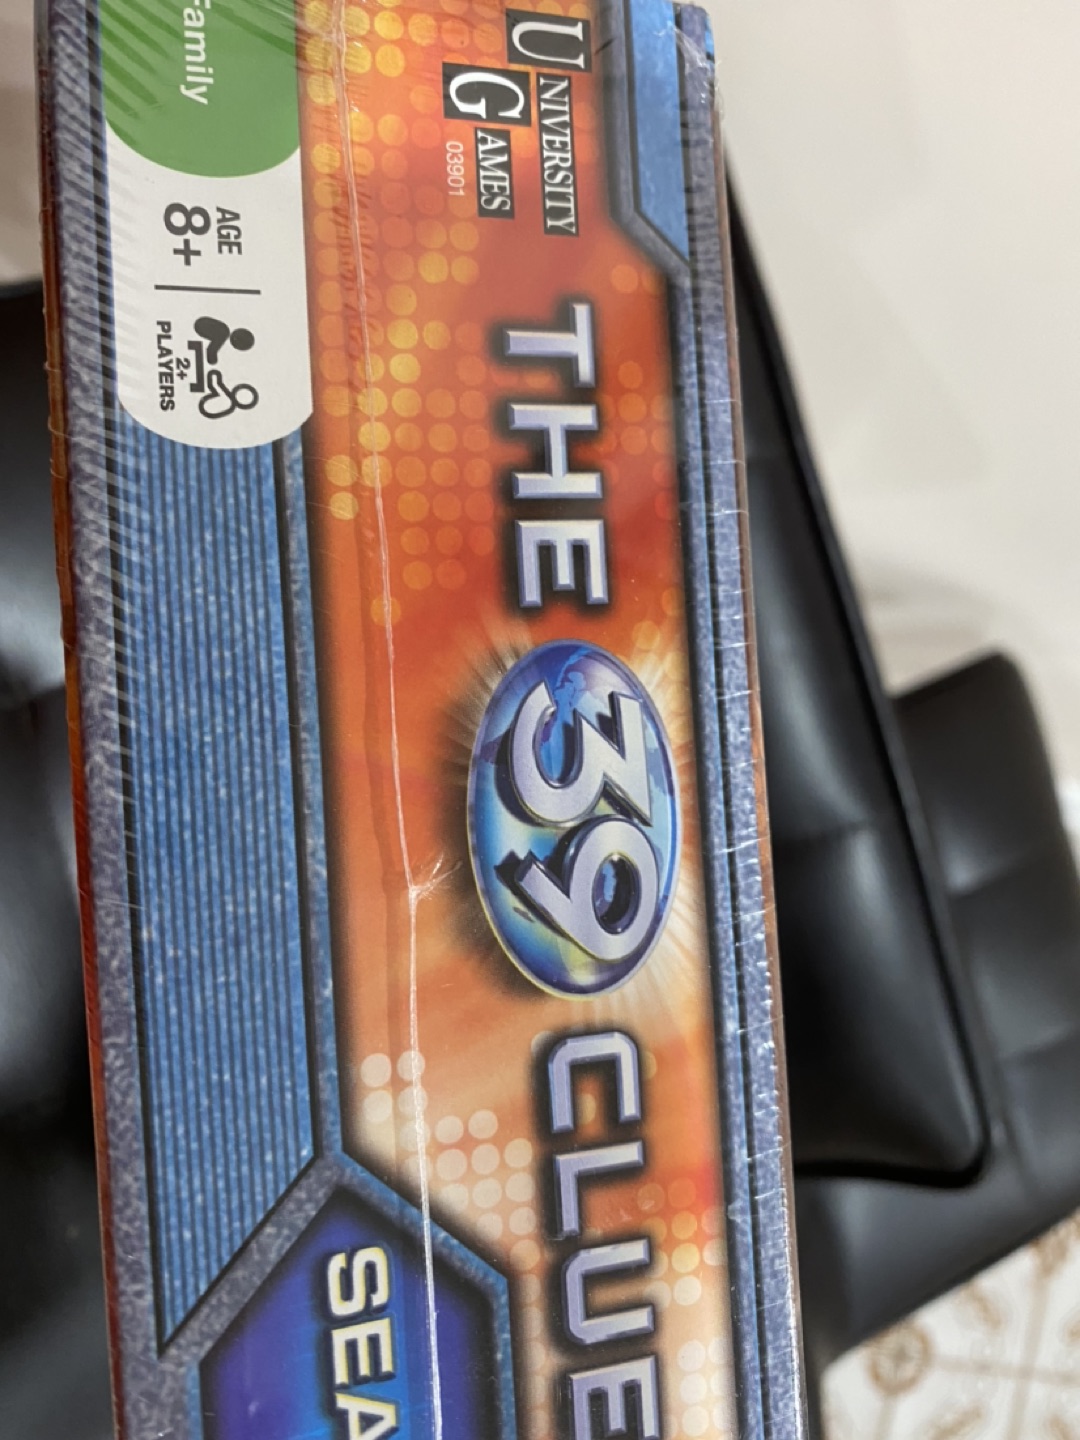 UNIVERSITY
GAMES
03901
THE 39 CLUE
Family
AGE
8+
2+
PLAYERS
SEA